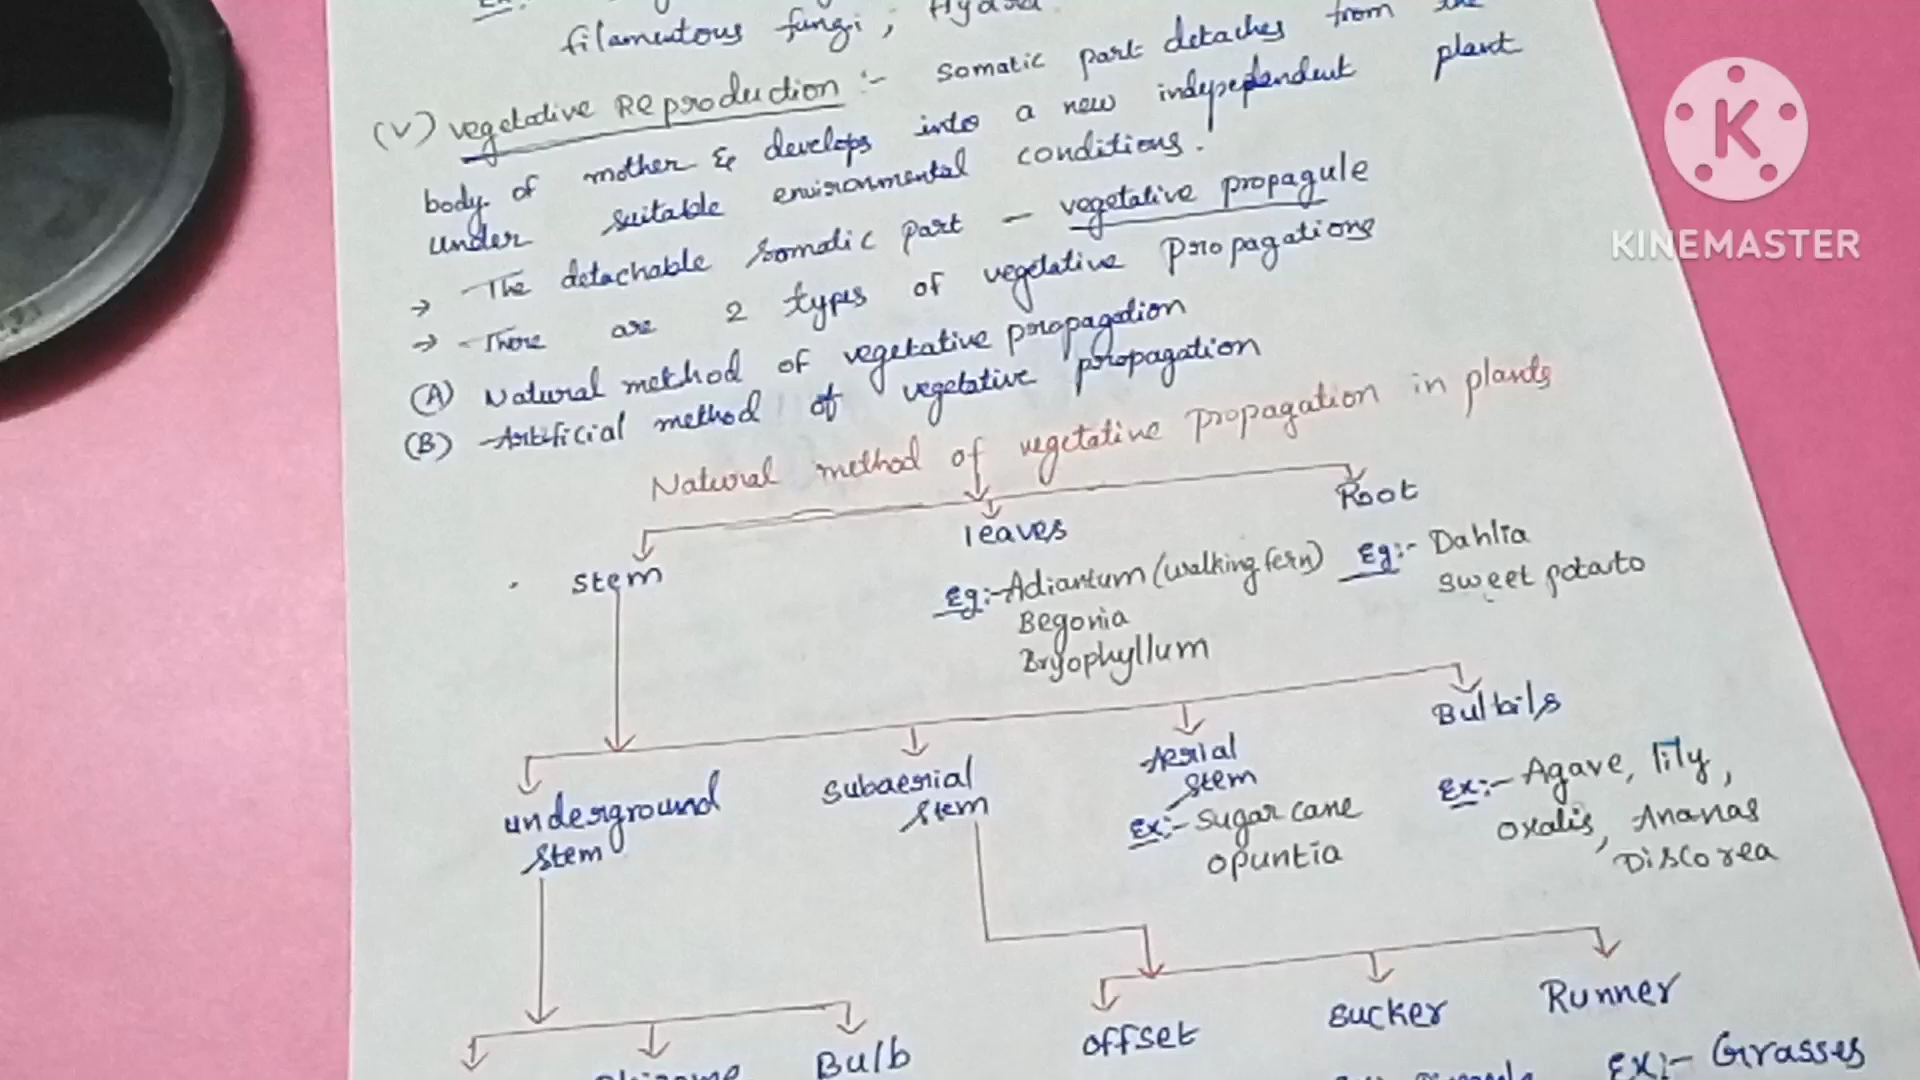 filamentous fungi, Hydra.
(V) vegetative Reproduction :- somatic part detaches from the
body of mother & develops into a new independent plant
under suitable environmental conditions.
→ The detachable somatic part - vegetative propagule
→ There are 2 types of vegetative propagations
(A) Natural method of vegetative propagation
(B) Artificial method of vegetative propagation
Natural method of vegetative propagation in plants
stem
leaves
Root
Eg:- Adiantum (walking fern)
Begonia
Bryophyllum
Eg:- Dahlia
sweet potato
underground
stem
subaerial
stem
Aerial
stem
Ex:- Sugar cane
opuntia
Bulbils
Ex:- Agave, lily,
oxalis, Ananas
Discorea
Rhizome
Bulb
offset
sucker
Runner
Ex:- Grasses
K
KINEMASTER